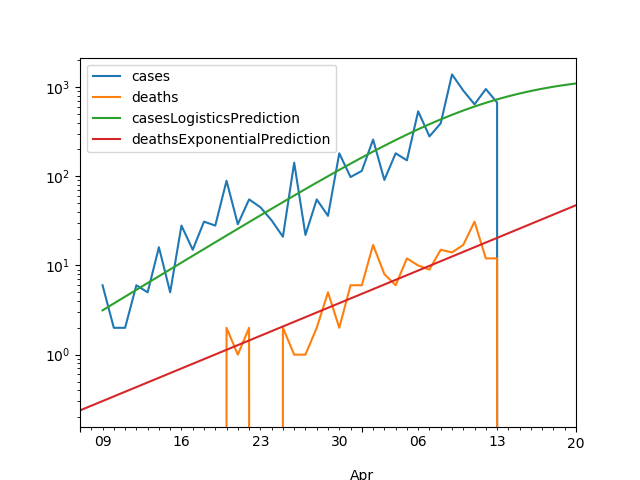 cases
deaths
casesLogisticsPrediction
deathsExponentialPrediction
10³
10²
10¹
10⁰
09 16 23 30 06 13 20
Apr